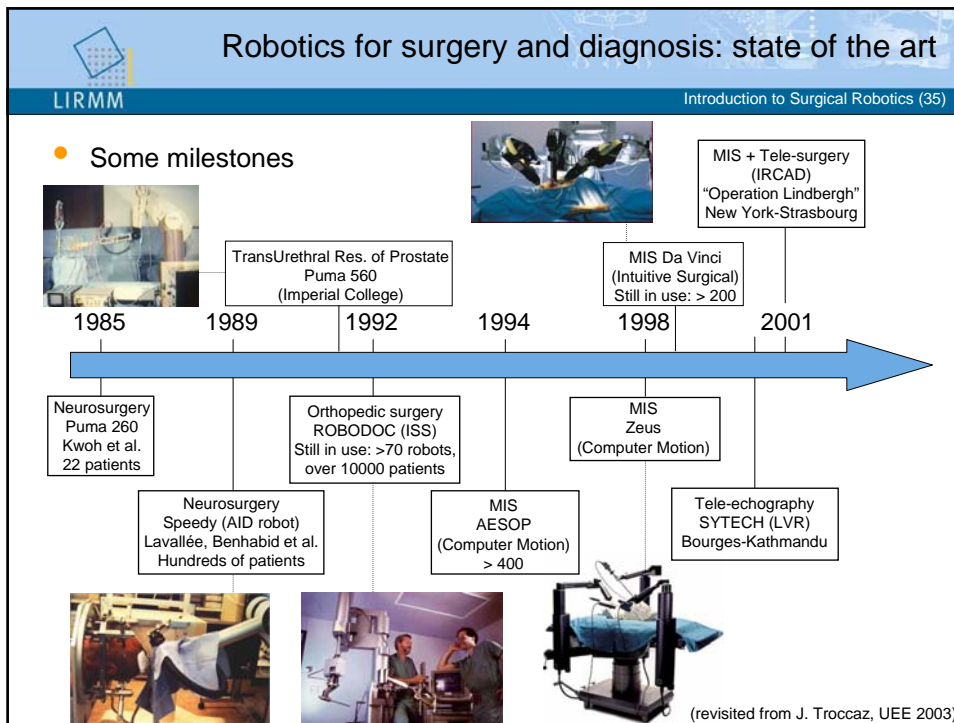 Robotics for surgery and diagnosis: state of the art
LIRMM
Introduction to Surgical Robotics (35)
Some milestones
MIS + Tele-surgery
(IRCAD)
“Operation Lindbergh”
New York-Strasbourg
TransUrethral Res. of Prostate
Puma 560
(Imperial College)
MIS Da Vinci
(Intuitive Surgical)
Still in use: > 200
1985
1989
1992
1994
1998
2001
Neurosurgery
Puma 260
Kwoh et al.
22 patients
Orthopedic surgery
ROBODOC (ISS)
Still in use: >70 robots,
over 10000 patients
MIS
Zeus
(Computer Motion)
Neurosurgery
Speedy (AID robot)
Lavallée, Benhabid et al.
Hundreds of patients
MIS
AESOP
(Computer Motion)
> 400
Tele-echography
SYTECH (LVR)
Bourges-Kathmandu
(revisited from J. Troccaz, UEE 2003)